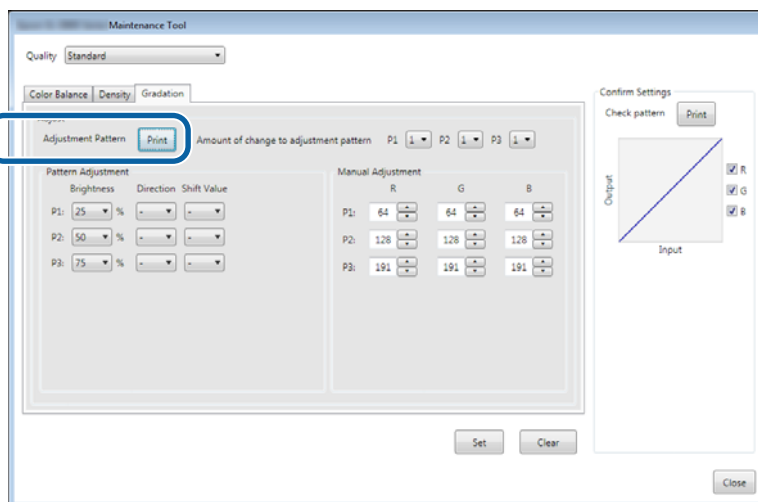 Maintenance Tool
Quality Standard
Color Balance Density Gradation
Adjust
Adjustment Pattern Print Amount of change to adjustment pattern P1 1 P2 1 P3 1
Pattern Adjustment
Brightness Direction Shift Value
P1: 25 % - -
P2: 50 % - -
P3: 75 % - -
Manual Adjustment
R G B
P1: 64 64 64
P2: 128 128 128
P3: 191 191 191
Set Clear
Confirm Settings
Check pattern Print
Output
Input
R
G
B
Close